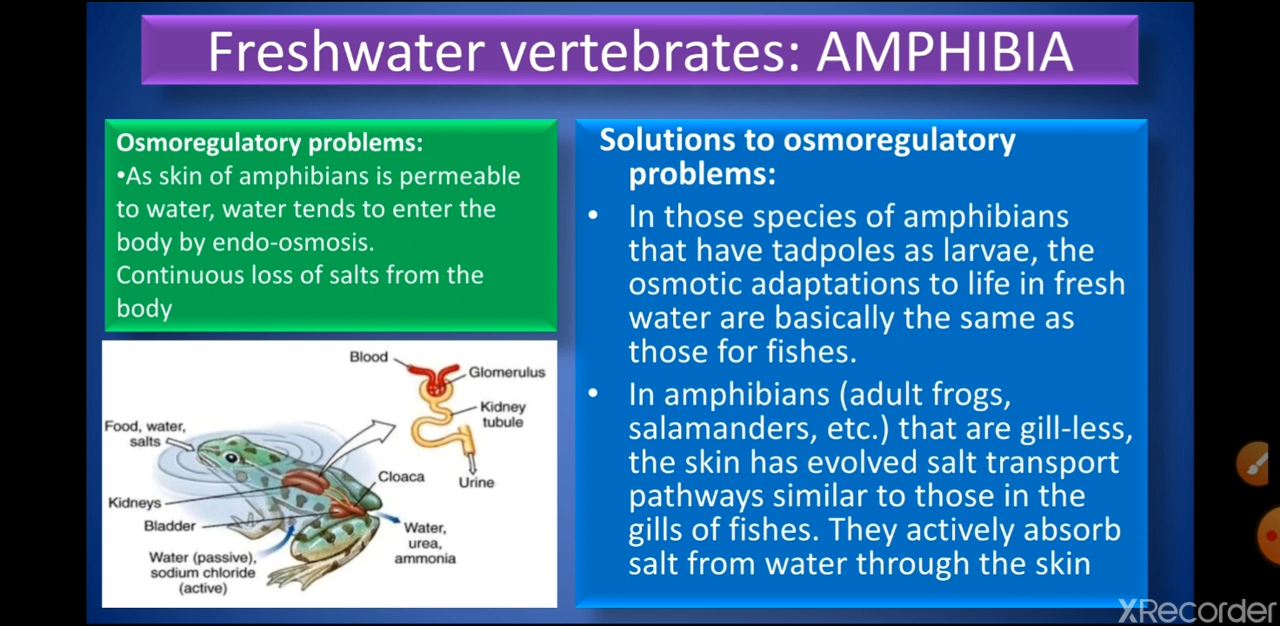 Freshwater vertebrates: AMPHIBIA
Osmoregulatory problems:
•As skin of amphibians is permeable
to water, water tends to enter the
body by endo-osmosis.
Continuous loss of salts from the
body
Solutions to osmoregulatory
problems:
• In those species of amphibians
that have tadpoles as larvae, the
osmotic adaptations to life in fresh
water are basically the same as
those for fishes.
• In amphibians (adult frogs,
salamanders, etc.) that are gill-less,
the skin has evolved salt transport
pathways similar to those in the
gills of fishes. They actively absorb
salt from water through the skin
Blood
Glomerulus
Kidney
tubule
Food, water,
salts
Cloaca
Urine
Kidneys
Bladder
Water,
urea,
ammonia
Water (passive),
sodium chloride
(active)
XRecorder